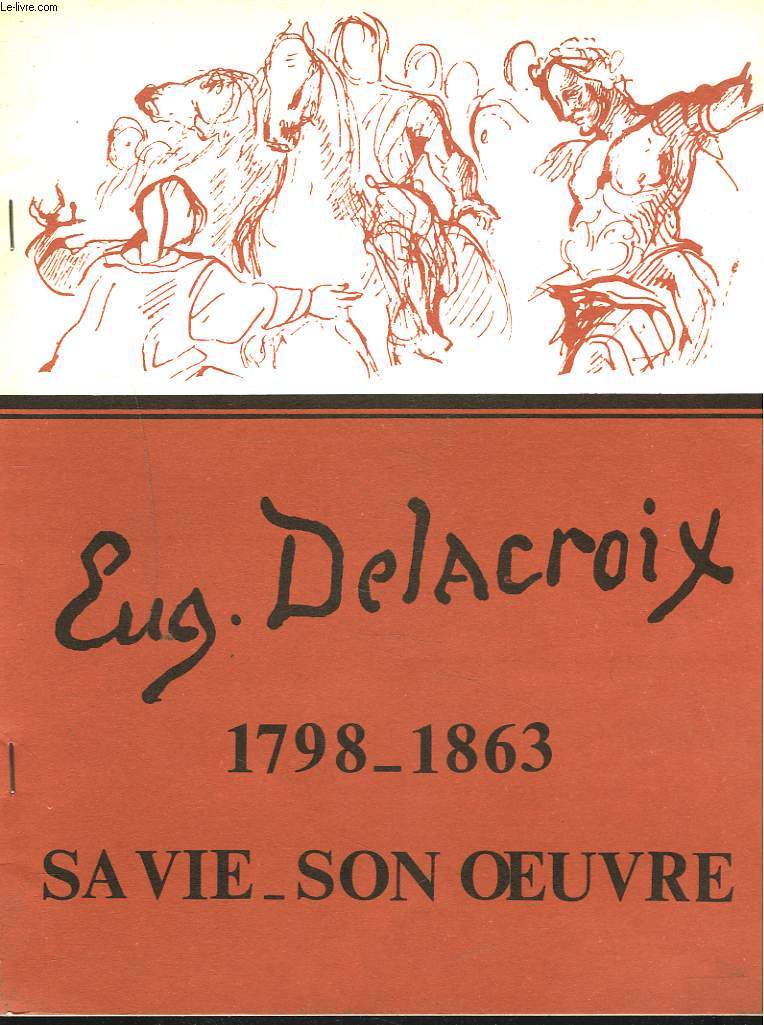 Le-livre.com
Eug. Delacroix
1798_1863
SA VIE_SON ŒUVRE